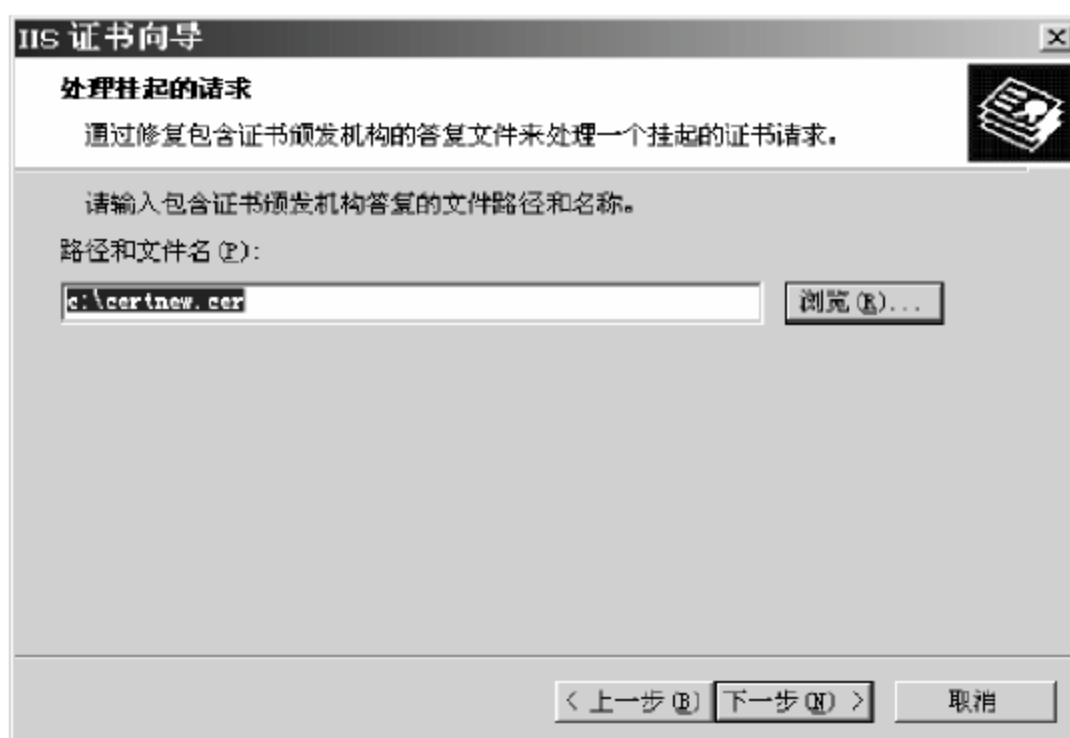 IIS 证书向导
处理挂起的请求
通过修复包含证书颁发机构的答复文件来处理一个挂起的证书请求。
请输入包含证书颁发机构答复的文件路径和名称。
路径和文件名(P):
c:\certnew.cer
浏览(R)...
< 上一步(B) 下一步(N) > 取消